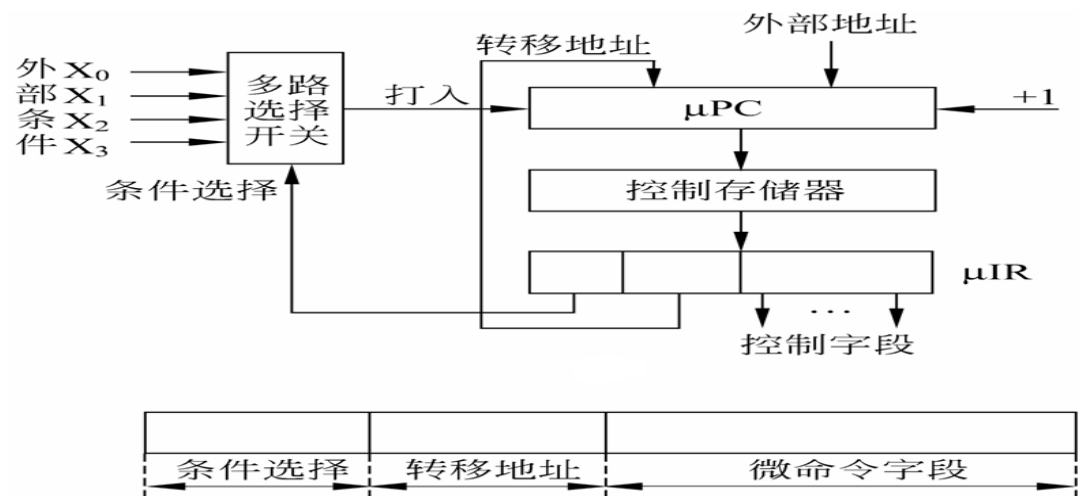 外部地址
转移地址
外 X₀
部 X₁
条 X₂
件 X₃
多路
选择
开关
打入
μPC
+1
条件选择
控制存储器
μIR
···
控制字段
条件选择
转移地址
微命令字段